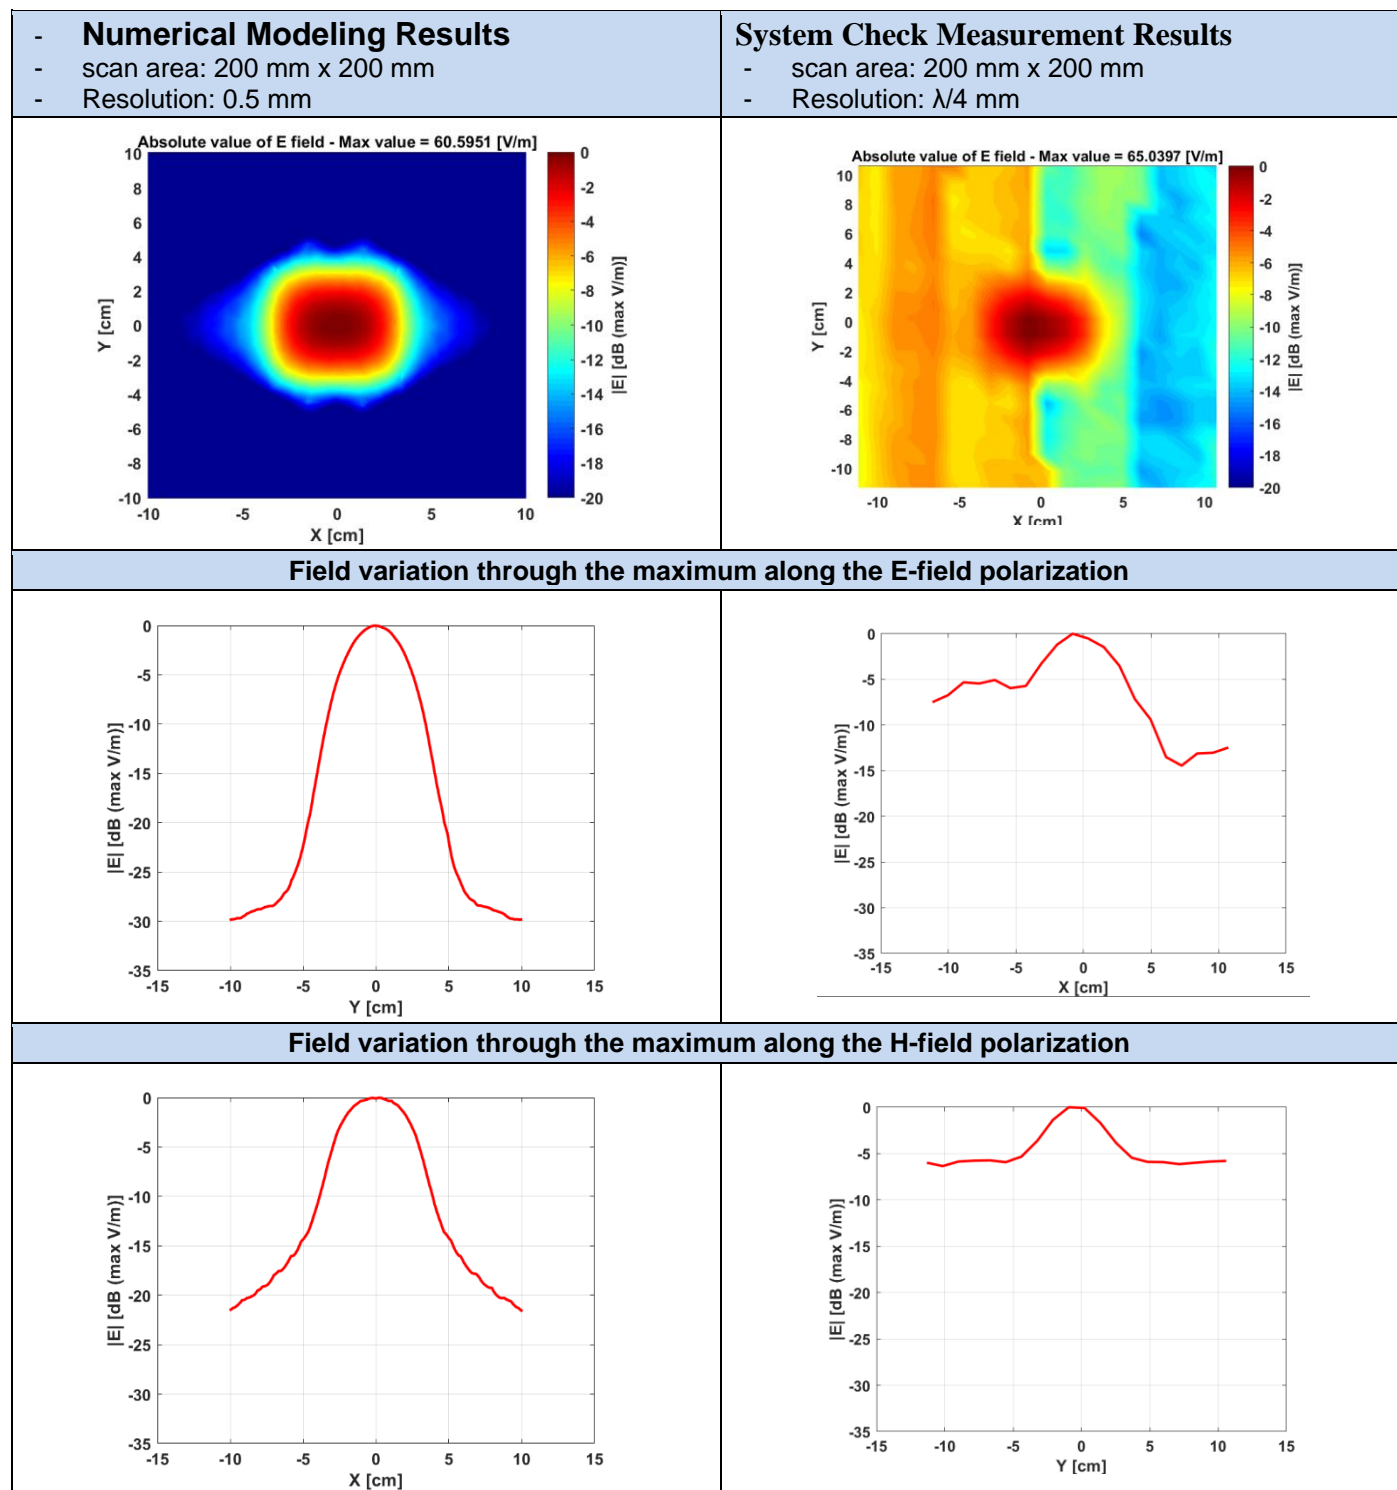 - Numerical Modeling Results
- scan area: 200 mm x 200 mm
- Resolution: 0.5 mm
System Check Measurement Results
- scan area: 200 mm x 200 mm
- Resolution: λ/4 mm
Absolute value of E field - Max value = 60.5951 [V/m]
10
8
6
4
2
0
-2
-4
-6
-8
-10
Y [cm]
-10 -5 0 5 10
X [cm]
0
-2
-4
-6
-8
-10
-12
-14
-16
-18
-20
|E| [dB (max V/m)]
Absolute value of E field - Max value = 65.0397 [V/m]
10
8
6
4
2
0
-2
-4
-6
-8
-10
Y [cm]
-10 -5 0 5 10
X [cm]
0
-2
-4
-6
-8
-10
-12
-14
-16
-18
-20
|E| [dB (max V/m)]
Field variation through the maximum along the E-field polarization
0
-5
-10
-15
-20
-25
-30
-35
|E| [dB (max V/m)]
-15 -10 -5 0 5 10 15
Y [cm]
0
-5
-10
-15
-20
-25
-30
-35
|E| [dB (max V/m)]
-15 -10 -5 0 5 10 15
X [cm]
Field variation through the maximum along the H-field polarization
0
-5
-10
-15
-20
-25
-30
-35
|E| [dB (max V/m)]
-15 -10 -5 0 5 10 15
X [cm]
0
-5
-10
-15
-20
-25
-30
-35
|E| [dB (max V/m)]
-15 -10 -5 0 5 10 15
Y [cm]